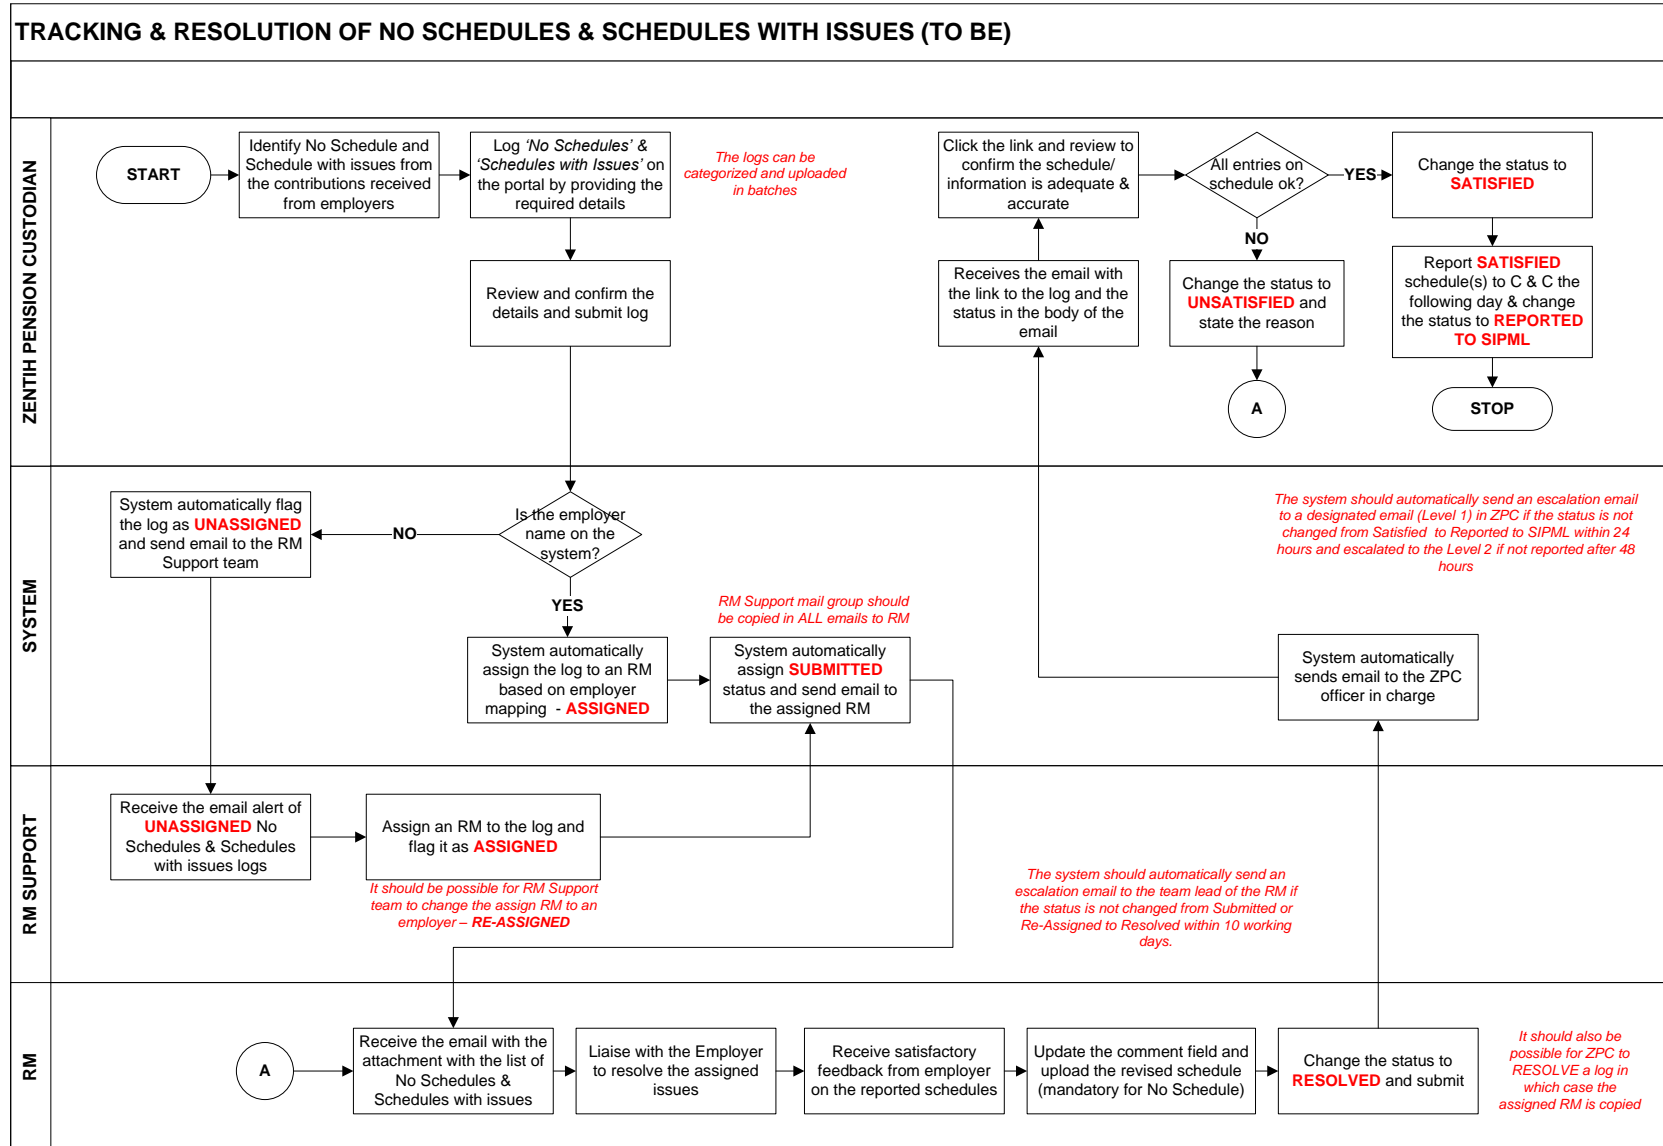 TRACKING & RESOLUTION OF NO SCHEDULES & SCHEDULES WITH ISSUES (TO BE)
ZENTIH PENSION CUSTODIAN
START
Identify No Schedule and
Schedule with issues from
the contributions received
from employers
Log ‘No Schedules’ &
‘Schedules with Issues’ on
the portal by providing the
required details
The logs can be
categorized and uploaded
in batches
Review and confirm the
details and submit log
Click the link and review to
confirm the schedule/
information is adequate &
accurate
All entries on
schedule ok?
YES
Change the status to
SATISFIED
NO
Receives the email with
the link to the log and the
status in the body of the
email
Change the status to
UNSATISFIED and
state the reason
Report SATISFIED
schedule(s) to C & C the
following day & change
the status to REPORTED
TO SIPML
A
STOP
SYSTEM
System automatically flag
the log as UNASSIGNED
and send email to the RM
Support team
NO
Is the employer
name on the
system?
YES
The system should automatically send an escalation email
to a designated email (Level 1) in ZPC if the status is not
changed from Satisfied to Reported to SIPML within 24
hours and escalated to the Level 2 if not reported after 48
hours
RM Support mail group should
be copied in ALL emails to RM
System automatically
assign the log to an RM
based on employer
mapping - ASSIGNED
System automatically
assign SUBMITTED
status and send email to
the assigned RM
System automatically
sends email to the ZPC
officer in charge
RM SUPPORT
Receive the email alert of
UNASSIGNED No
Schedules & Schedules
with issues logs
Assign an RM to the log and
flag it as ASSIGNED
It should be possible for RM Support
team to change the assign RM to an
employer – RE-ASSIGNED
The system should automatically send an
escalation email to the team lead of the RM if
the status is not changed from Submitted or
Re-Assigned to Resolved within 10 working
days.
RM
A
Receive the email with the
attachment with the list of
No Schedules &
Schedules with issues
Liaise with the Employer
to resolve the assigned
issues
Receive satisfactory
feedback from employer
on the reported schedules
Update the comment field and
upload the revised schedule
(mandatory for No Schedule)
Change the status to
RESOLVED and submit
It should also be
possible for ZPC to
RESOLVE a log in
which case the
assigned RM is copied